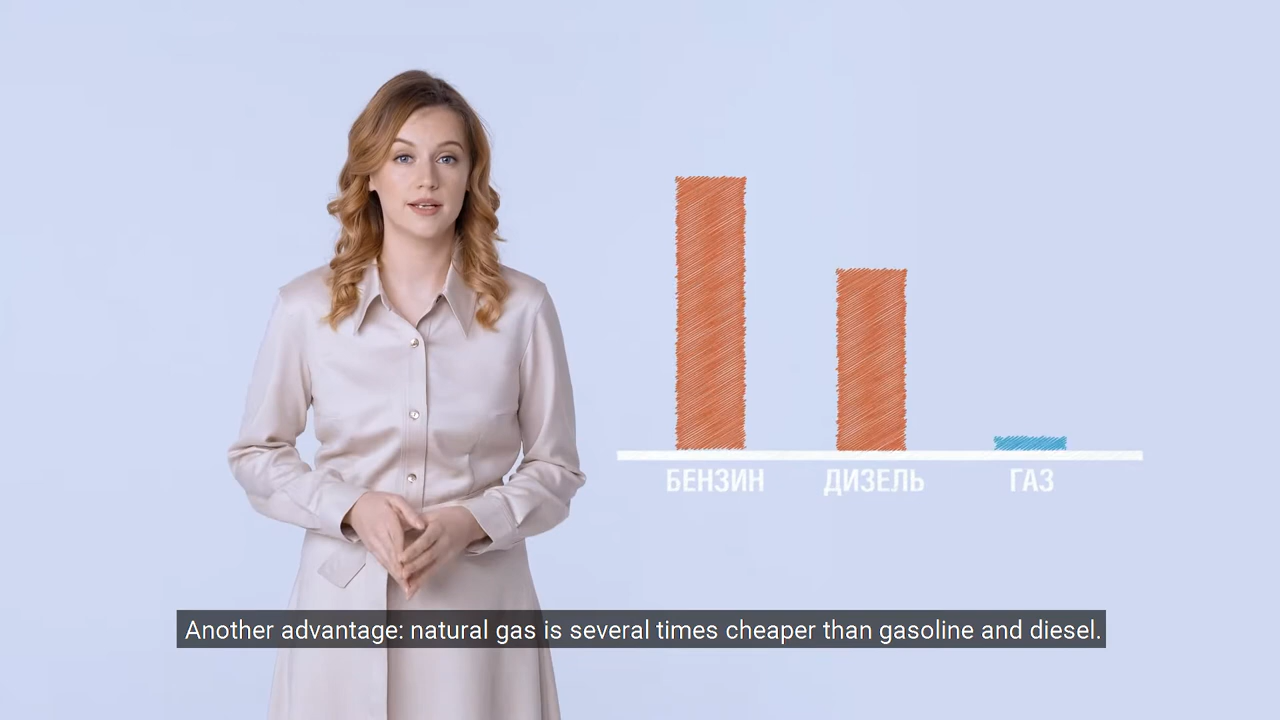 БЕНЗИН ДИЗЕЛЬ ГАЗ
Another advantage: natural gas is several times cheaper than gasoline and diesel.